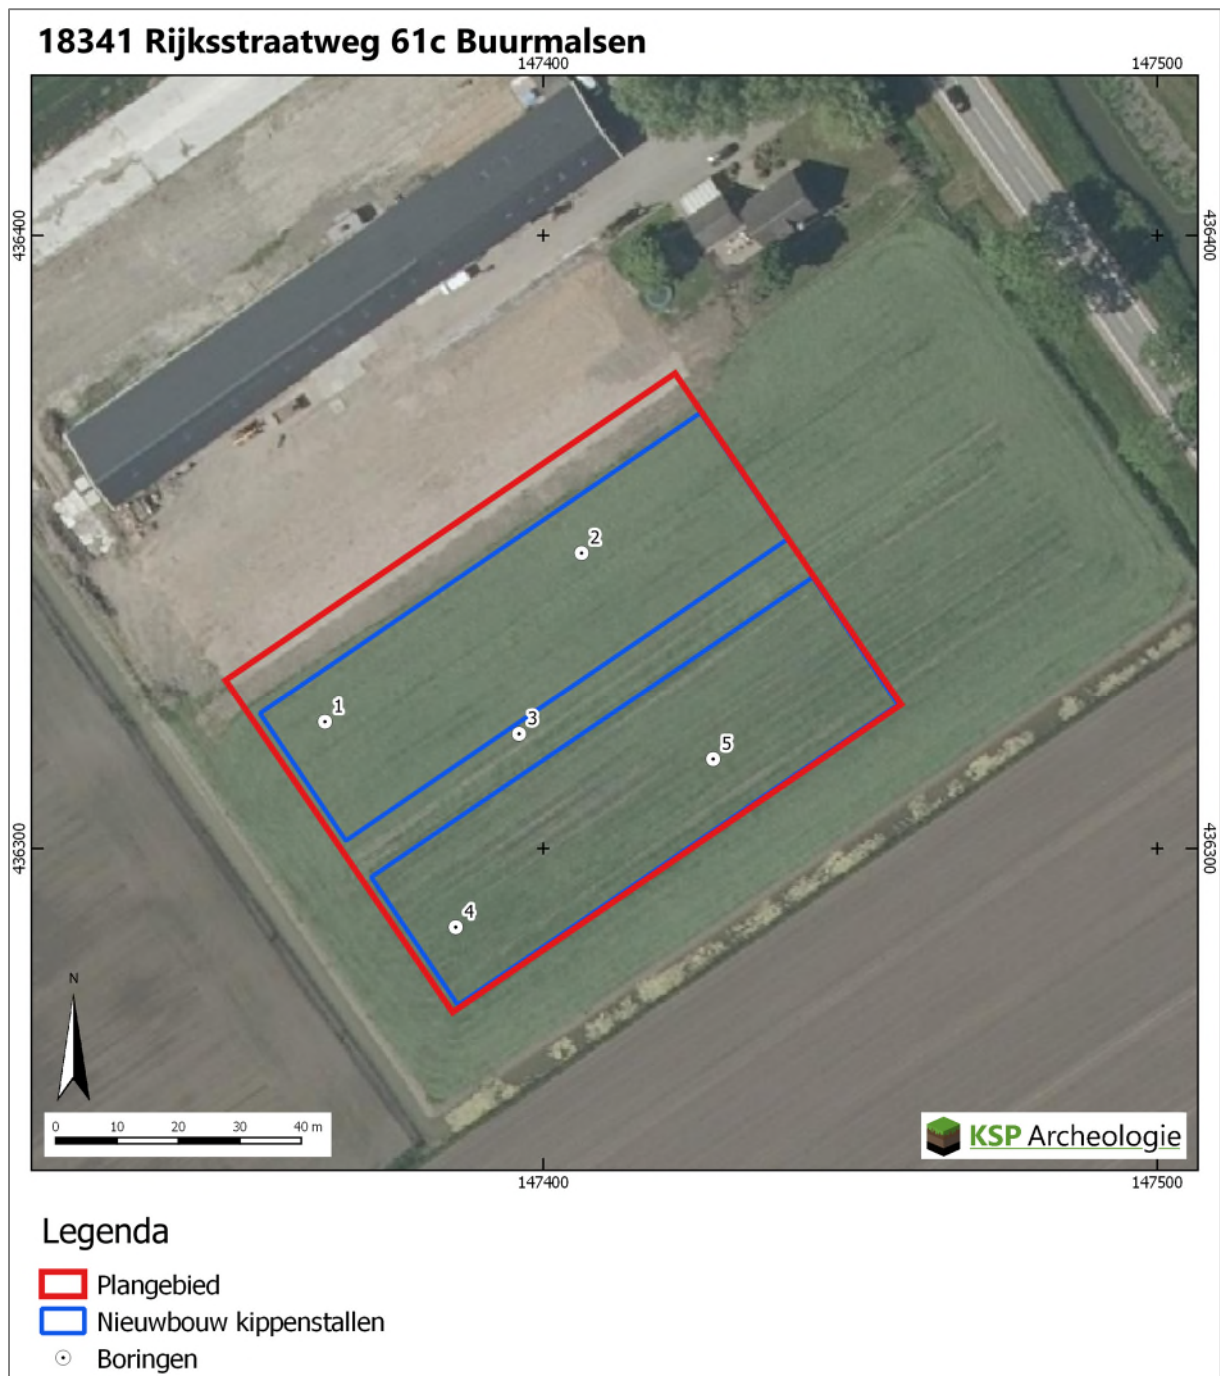 18341 Rijksstraatweg 61c Buurmalsen
147400 147500
436400 436400
2
1
3
5
436300 436300
4
N
0 10 20 30 40 m
KSP Archeologie
147400 147500
Legenda
Plangebied
Nieuwbouw kippenstallen
Boringen